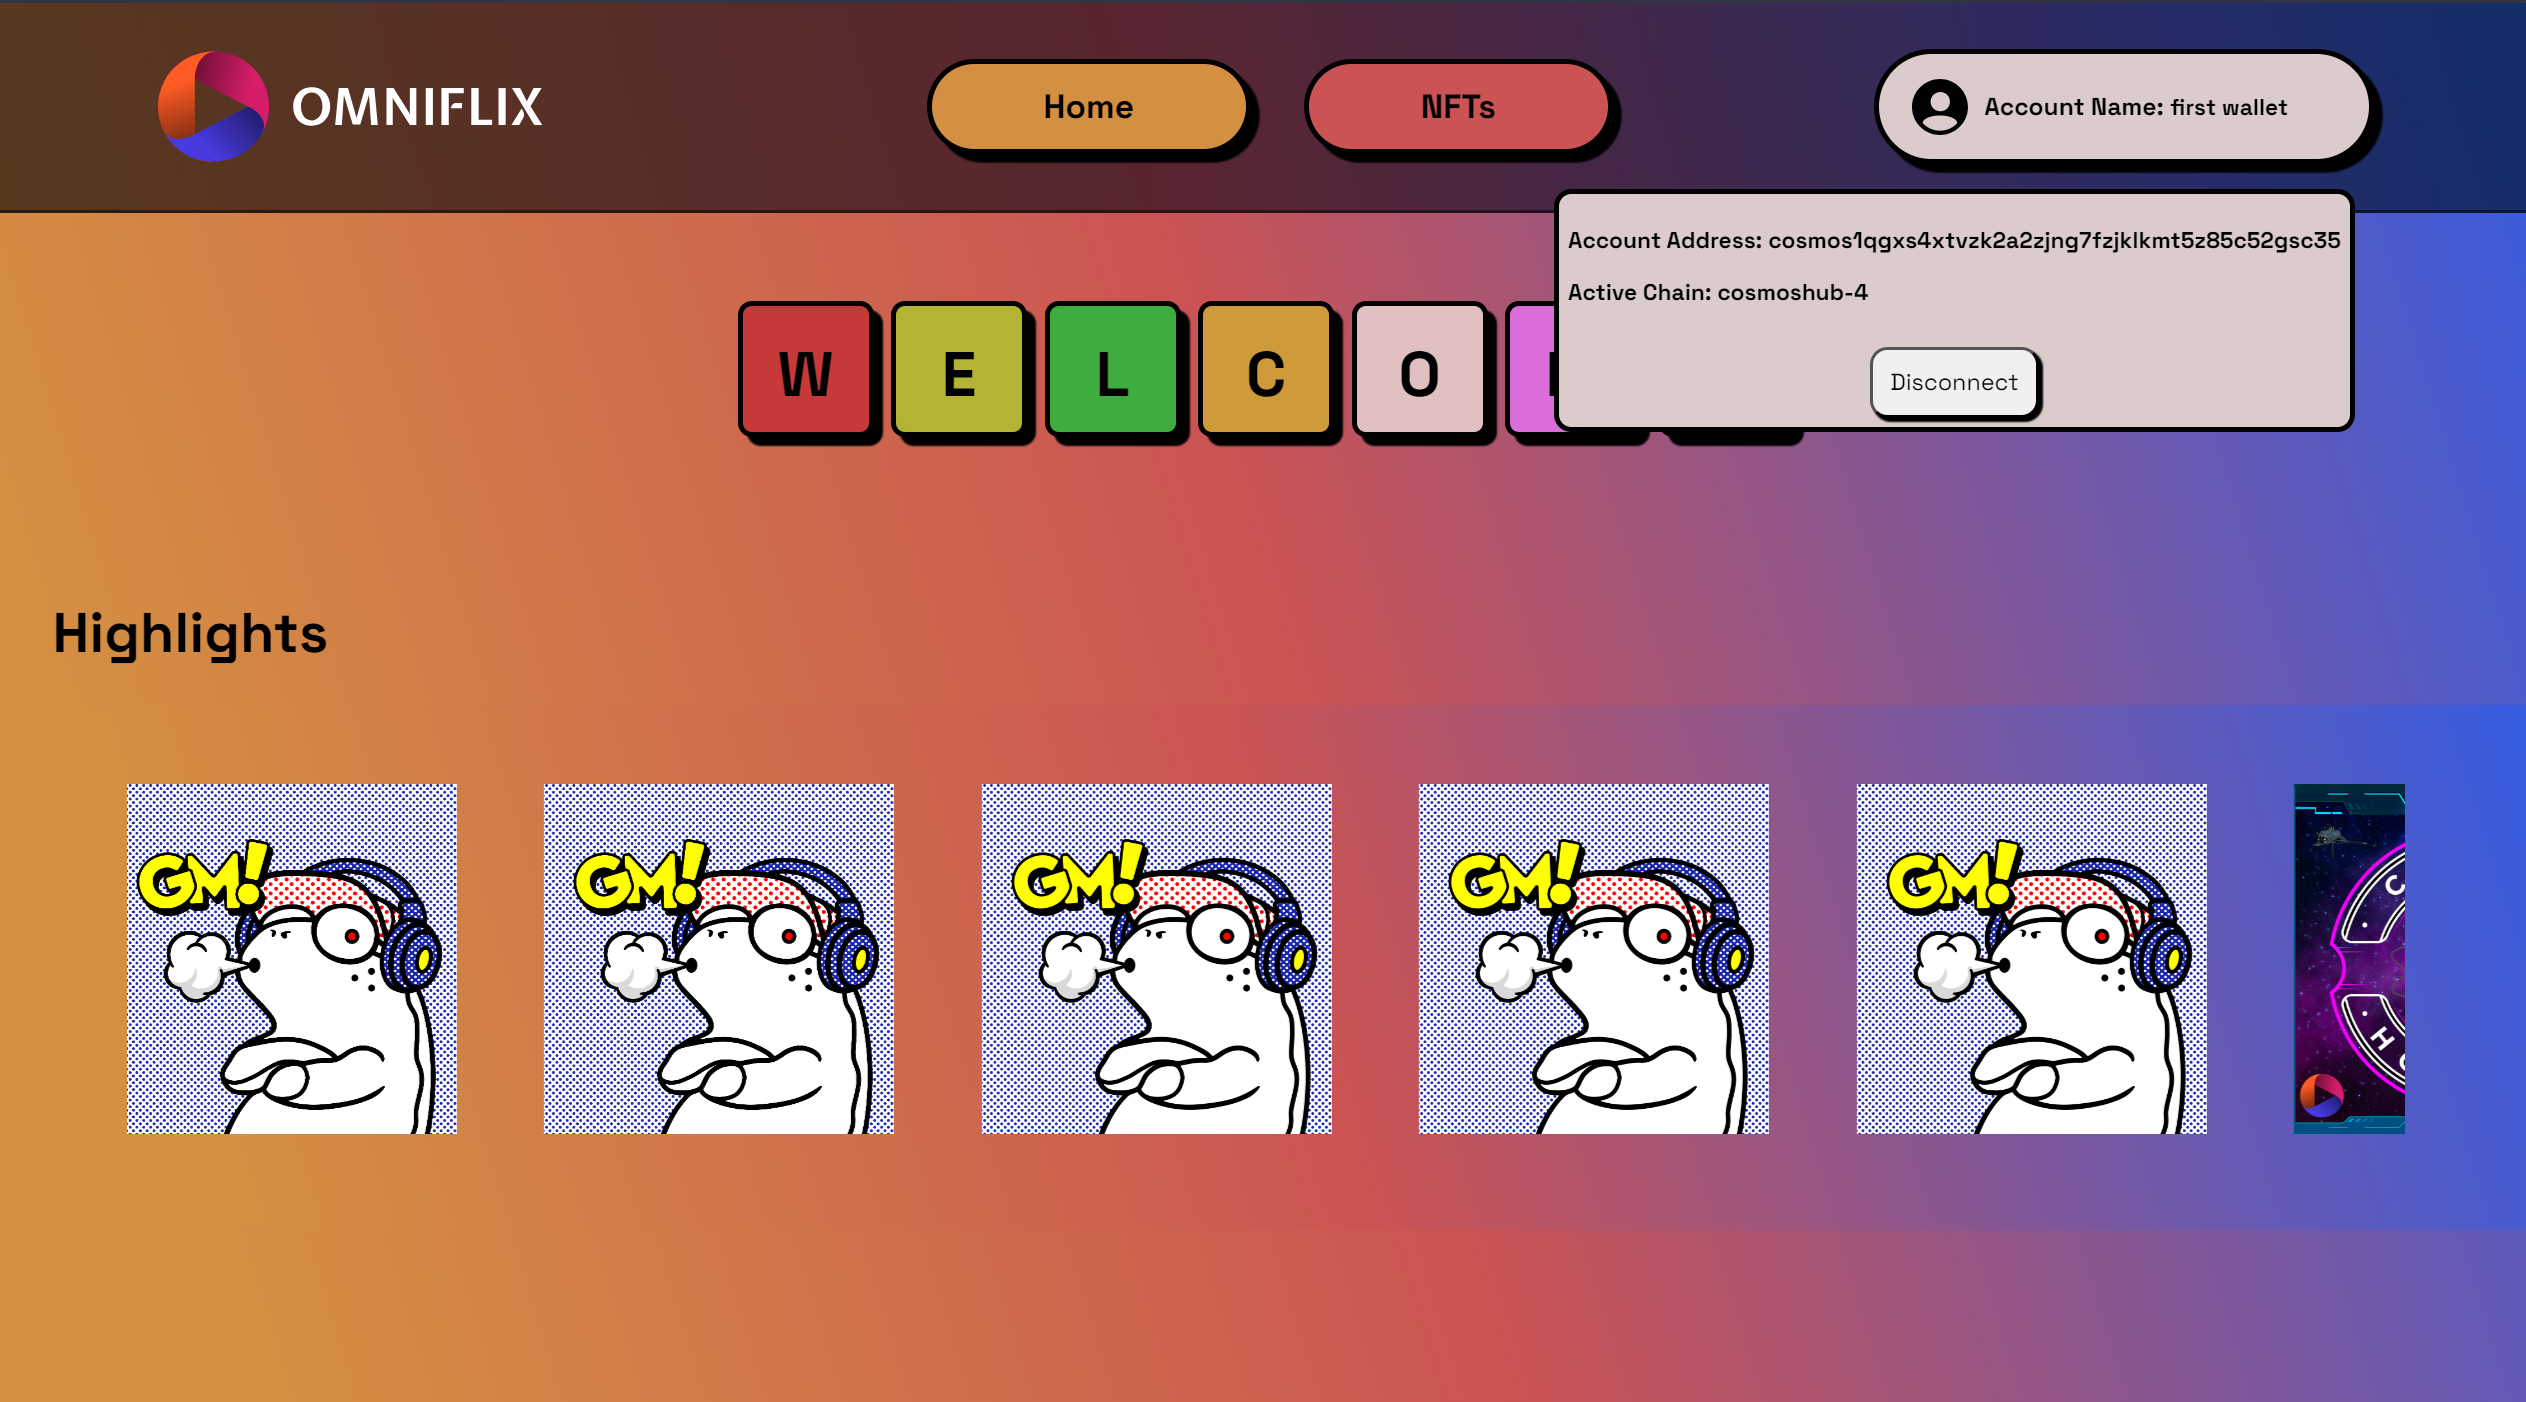 OMNIFLIX
Home
NFTs
Account Name: first wallet
Account Address: cosmos1qgxs4xtvzk2a2zjng7fzjklkmt5z85c52gsc35
Active Chain: cosmoshub-4
Disconnect
W E L C O
Highlights
GM!
GM!
GM!
GM!
GM!
C
H